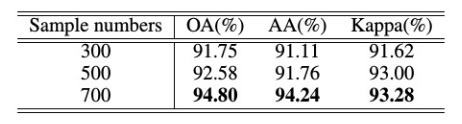 Sample numbers OA(%) AA(%) Kappa(%)
300 91.75 91.11 91.62
500 92.58 91.76 93.00
700 94.80 94.24 93.28